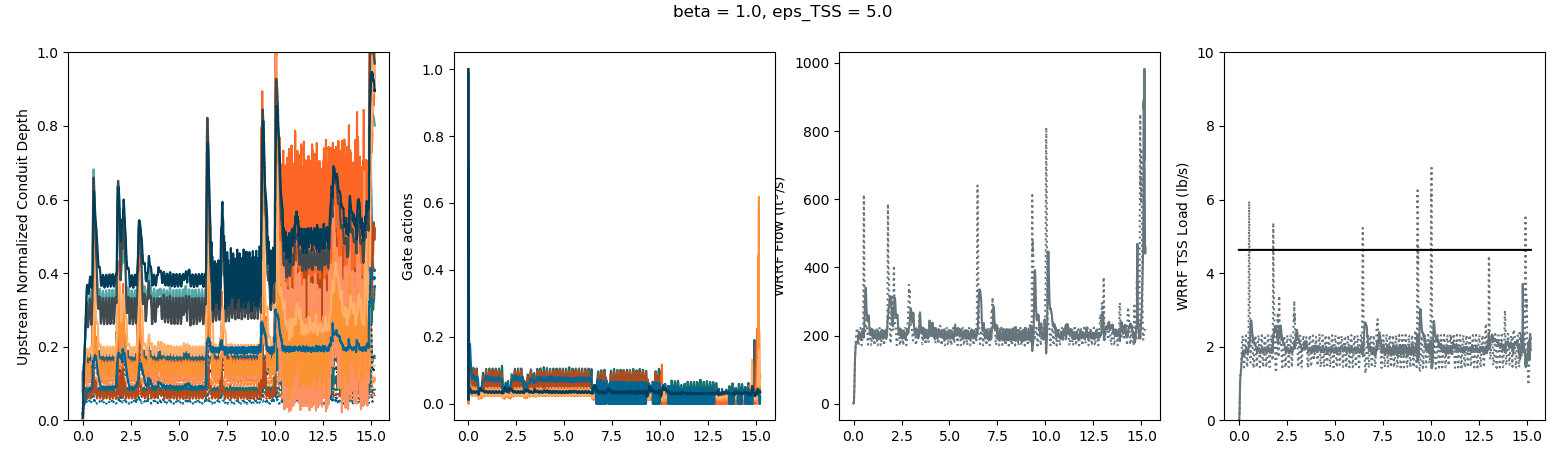 beta = 1.0, eps_TSS = 5.0
Upstream Normalized Conduit Depth
1.0
0.8
0.6
0.4
0.2
0.0
0.0 2.5 5.0 7.5 10.0 12.5 15.0
Gate actions
1.0
0.8
0.6
0.4
0.2
0.0
0.0 2.5 5.0 7.5 10.0 12.5 15.0
WRRF Flow (ft³/s)
1000
800
600
400
200
0
0.0 2.5 5.0 7.5 10.0 12.5 15.0
WRRF TSS Load (lb/s)
10
8
6
4
2
0
0.0 2.5 5.0 7.5 10.0 12.5 15.0